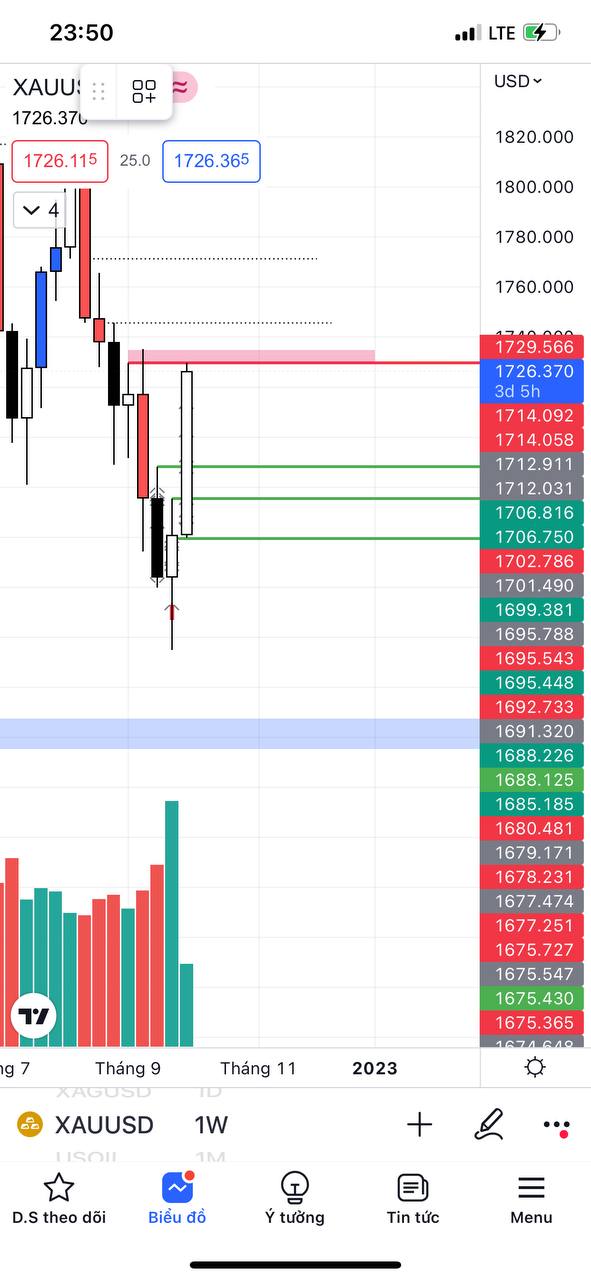 23:50
LTE
XAUUS
USD
1726.370
1726.115
25.0
1726.365
4
1820.000
1800.000
1780.000
1760.000
1740.000
1729.566
1726.370
3d 5h
1714.092
1714.058
1712.911
1712.031
1706.816
1706.750
1702.786
1701.490
1699.381
1695.788
1695.543
1695.448
1692.733
1691.320
1688.226
1688.125
1685.185
1680.481
1679.171
1678.231
1677.474
1677.251
1675.727
1675.547
1675.430
1675.365
1674.648
ng 7
Tháng 9
Tháng 11
2023
XAGUSD 1D
XAUUSD 1W
USOIL 1M
D.S theo dõi
Biểu đồ
Ý tưởng
Tin tức
Menu